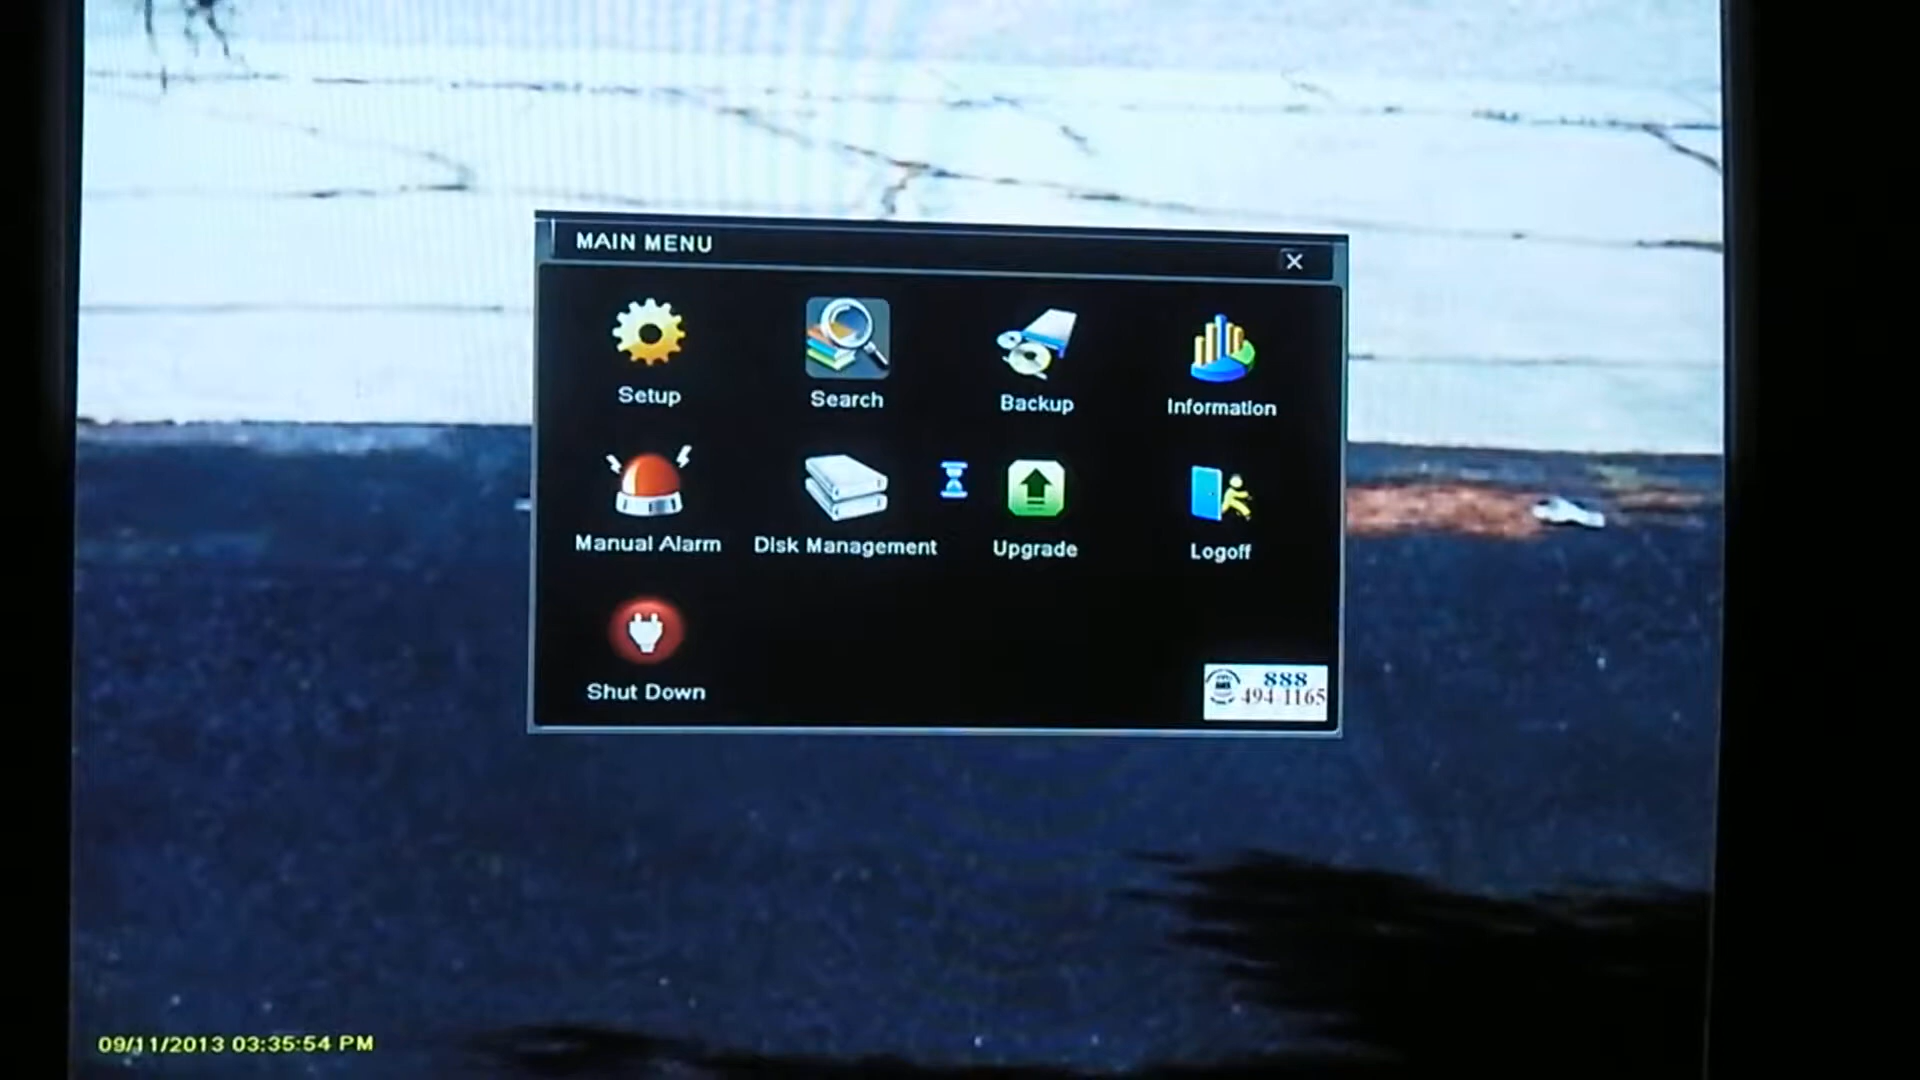 MAIN MENU
Setup
Search
Backup
Information
Manual Alarm
Disk Management
Upgrade
Logoff
Shut Down
888
494-1165
09/11/2013 03:35:54 PM